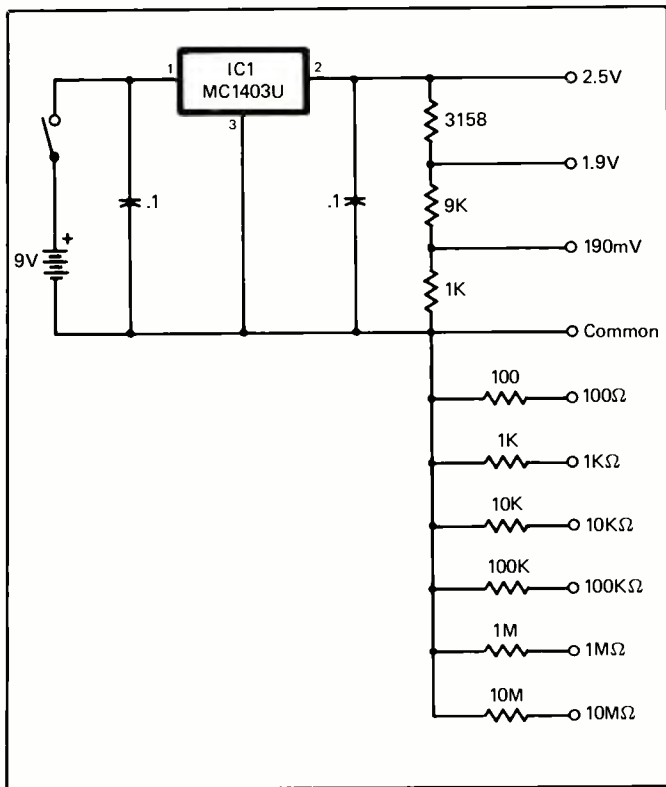 IC1
MC1403U
1
2
3
2.5V
3158
1.9V
9K
.1
.1
190mV
+
9V
1K
Common
100
100Ω
1K
1KΩ
10K
10KΩ
100K
100KΩ
1M
1MΩ
10M
10MΩ